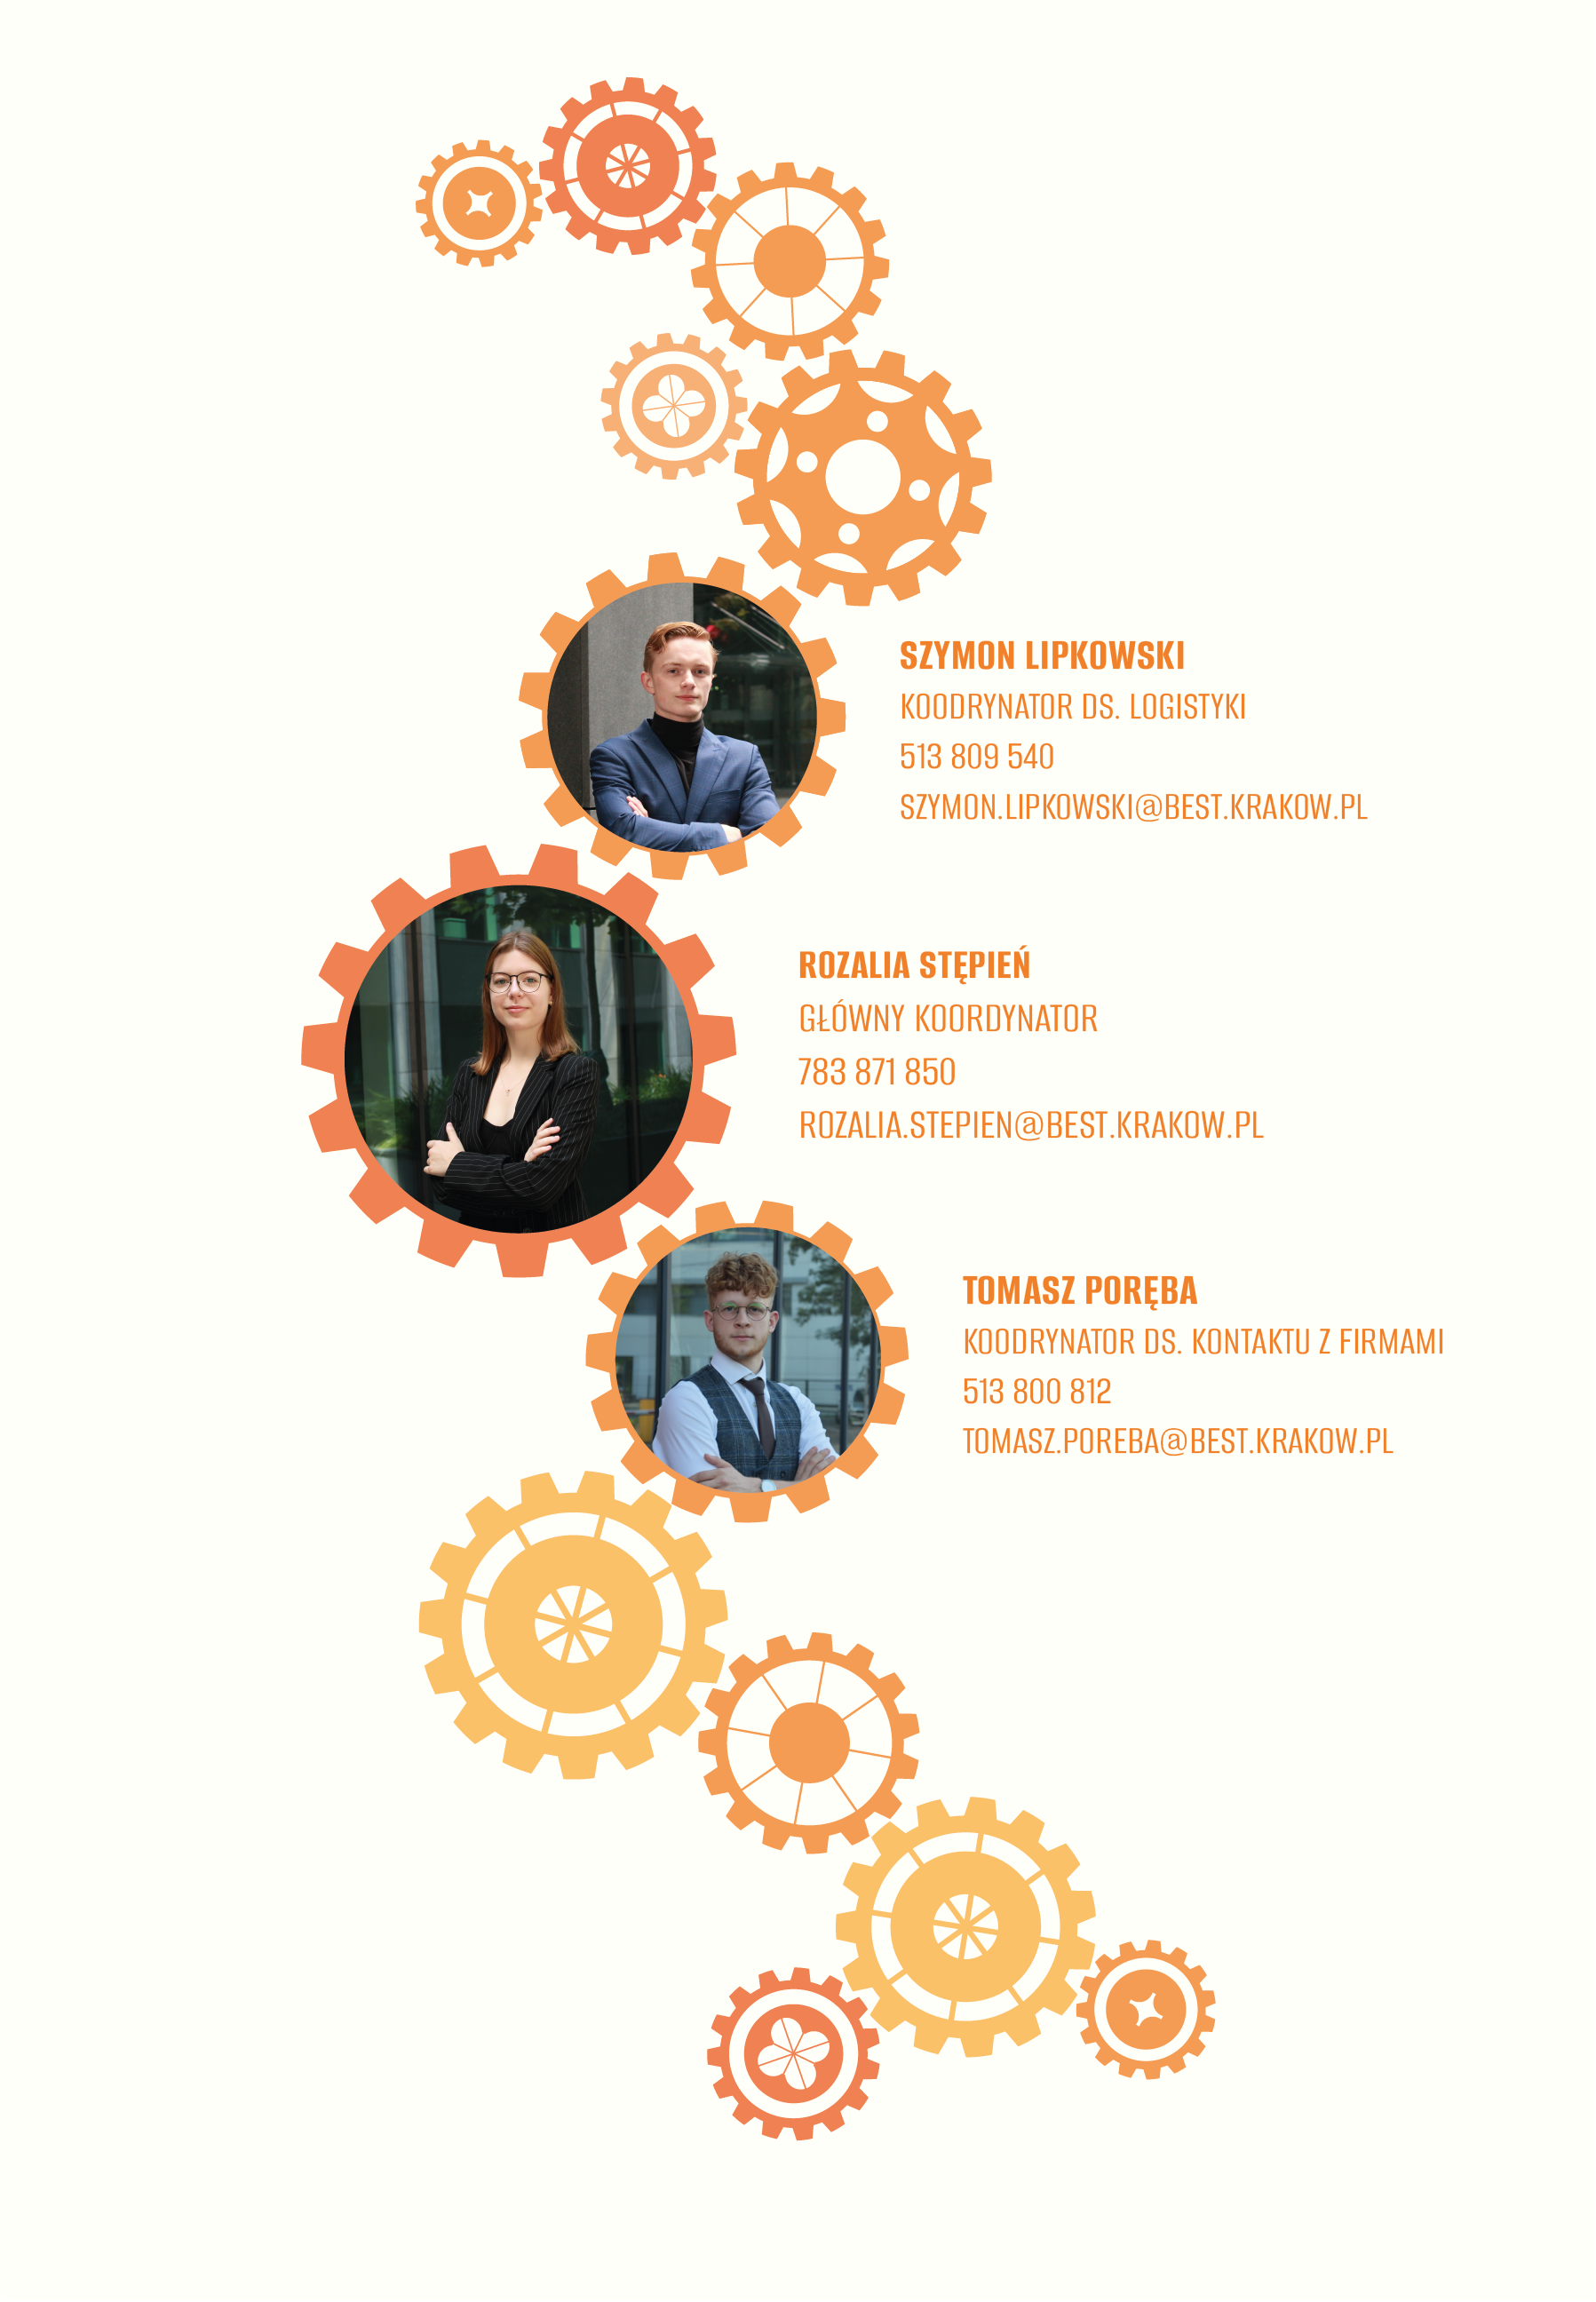 SZYMON LIPKOWSKI
KOODRYNATOR DS. LOGISTYKI
513 809 540
SZYMON.LIPKOWSKI@BEST.KRAKOW.PL
ROZALIA STĘPIEŃ
GŁÓWNY KOORDYNATOR
783 871 850
ROZALIA.STEPIEN@BEST.KRAKOW.PL
TOMASZ PORĘBA
KOODRYNATOR DS. KONTAKTU Z FIRMAMI
513 800 812
TOMASZ.POREBA@BEST.KRAKOW.PL